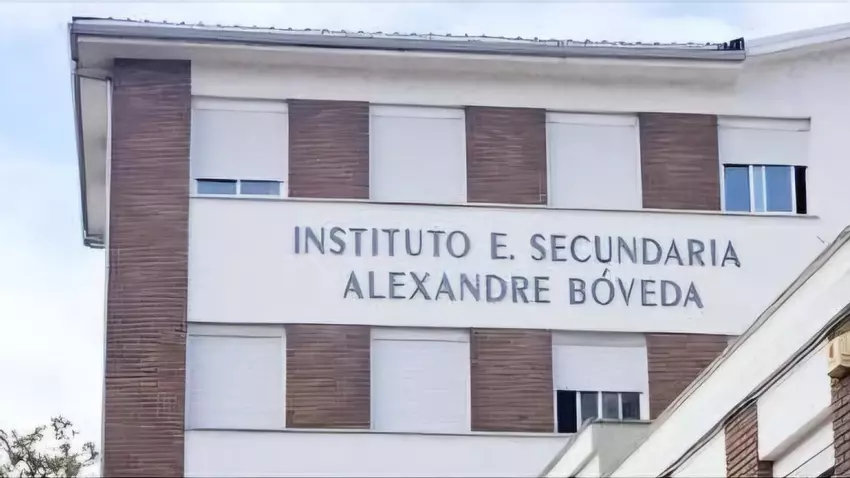 INSTITUTO E. SECUNDARIA
ALEXANDRE BÓVEDA